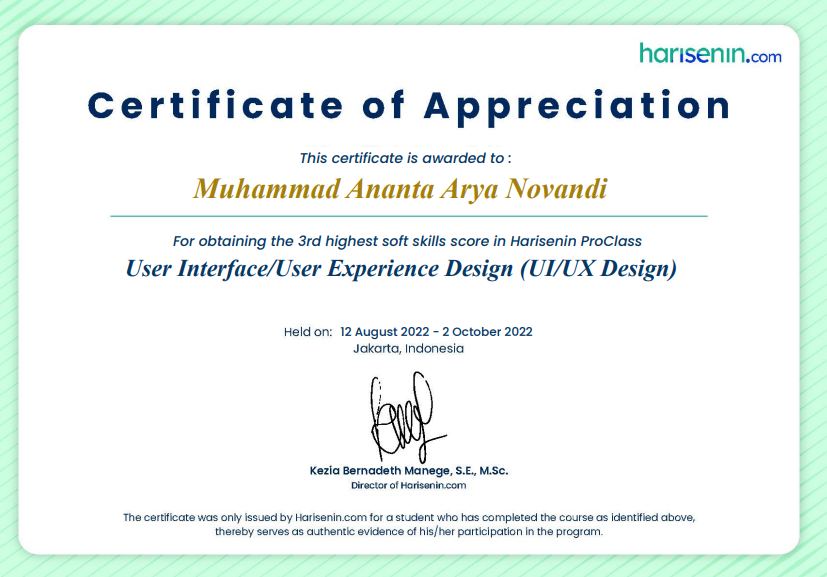 harisenin.com
Certificate of Appreciation
This certificate is awarded to :
Muhammad Ananta Arya Novandi
For obtaining the 3rd highest soft skills score in Harisenin ProClass
User Interface/User Experience Design (UI/UX Design)
Held on: 12 August 2022 - 2 October 2022
Jakarta, Indonesia
Kezia Bernadeth Manege, S.E., M.Sc.
Director of Harisenin.com
The certificate was only issued by Harisenin.com for a student who has completed the course as identified above,
thereby serves as authentic evidence of his/her participation in the program.